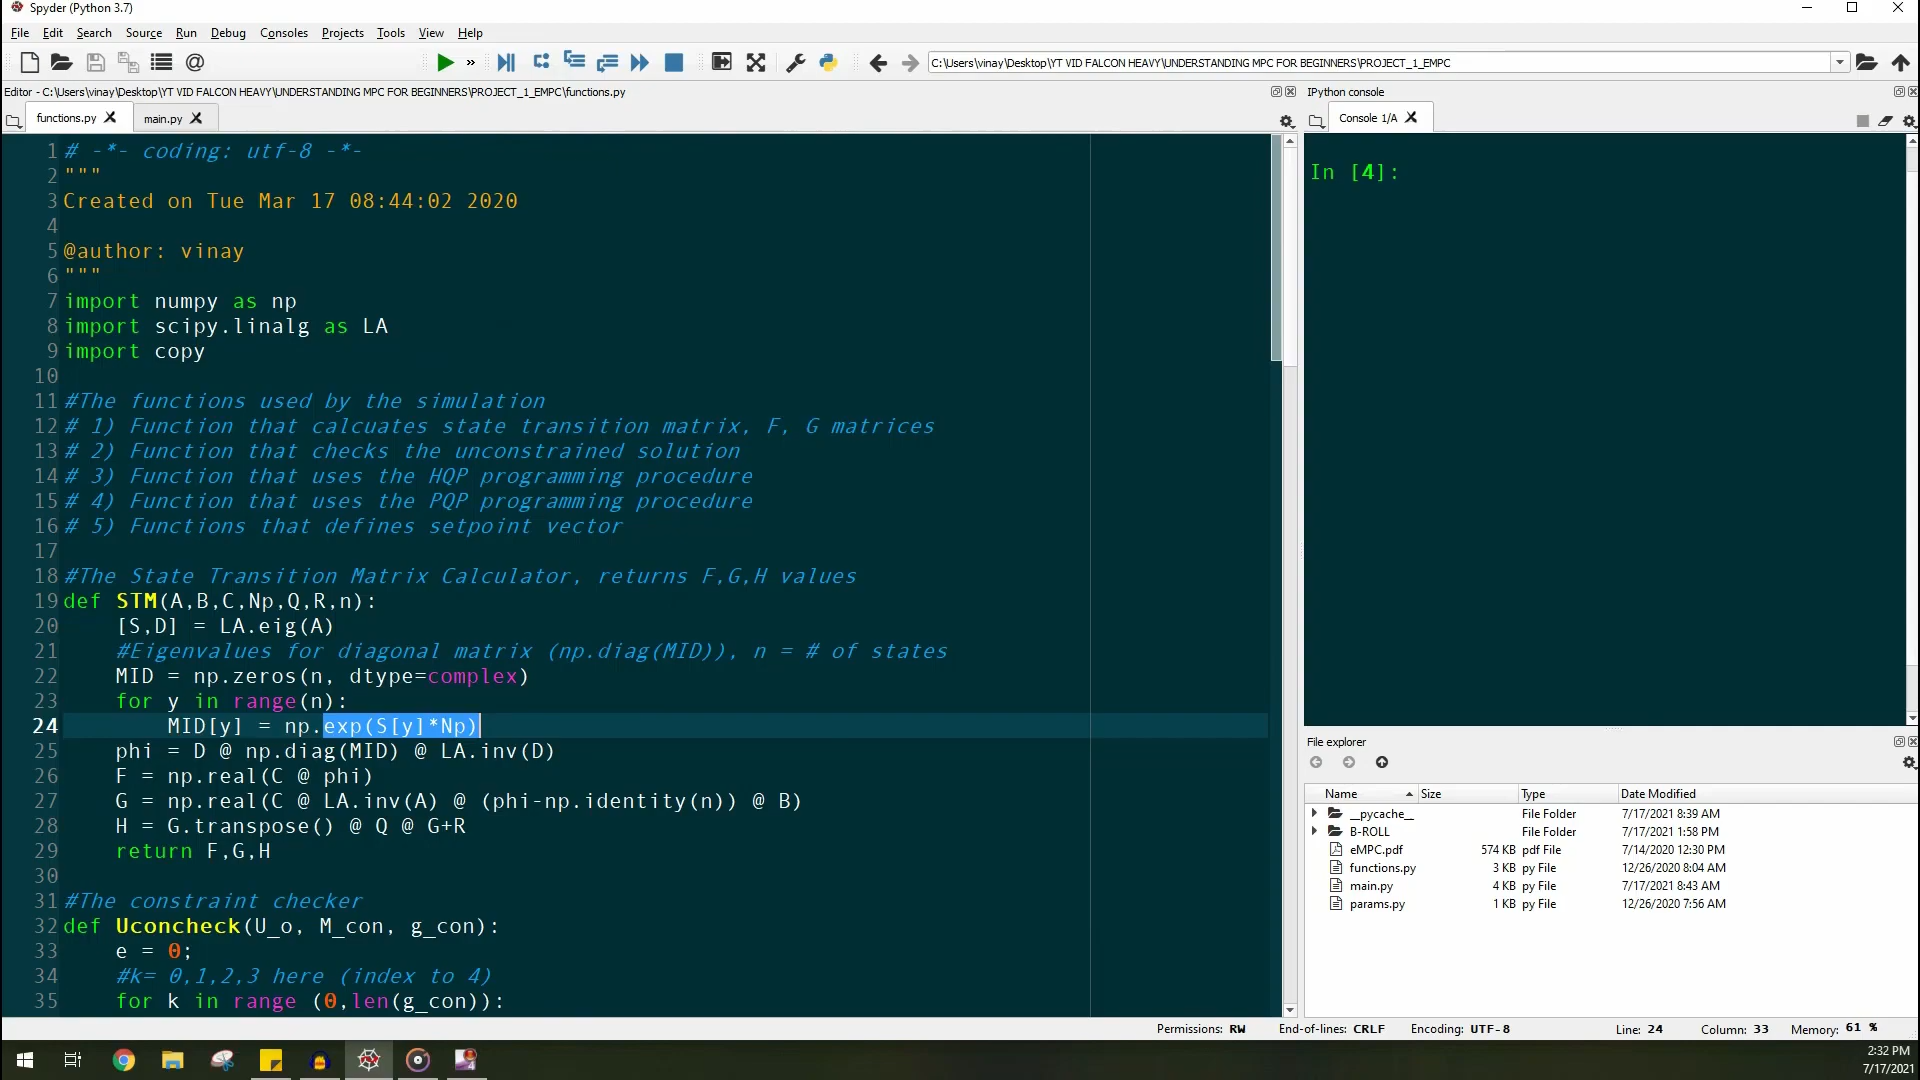 Spyder (Python 3.7)
File Edit Search Source Run Debug Consoles Projects Tools View Help
C:\Users\vinay\Desktop\YT VID FALCON HEAVY\UNDERSTANDING MPC FOR BEGINNERS\PROJECT_1_EMPC
Editor - C:\Users\vinay\Desktop\YT VID FALCON HEAVY\UNDERSTANDING MPC FOR BEGINNERS\PROJECT_1_EMPC\functions.py
functions.py main.py
1 # -*- coding: utf-8 -*-
2 """
3 Created on Tue Mar 17 08:44:02 2020
4
5 @author: vinay
6 """
7 import numpy as np
8 import scipy.linalg as LA
9 import copy
10
11 #The functions used by the simulation
12 # 1) Function that calcuates state transition matrix, F, G matrices
13 # 2) Function that checks the unconstrained solution
14 # 3) Function that uses the HQP programming procedure
15 # 4) Function that uses the PQP programming procedure
16 # 5) Functions that defines setpoint vector
17
18 #The State Transition Matrix Calculator, returns F,G,H values
19 def STM(A,B,C,Np,Q,R,n):
20 [S,D] = LA.eig(A)
21 #Eigenvalues for diagonal matrix (np.diag(MID)), n = # of states
22 MID = np.zeros(n, dtype=complex)
23 for y in range(n):
24 MID[y] = np.exp(S[y]*Np)
25 phi = D @ np.diag(MID) @ LA.inv(D)
26 F = np.real(C @ phi)
27 G = np.real(C @ LA.inv(A) @ (phi-np.identity(n)) @ B)
28 H = G.transpose() @ Q @ G+R
29 return F,G,H
30
31 #The constraint checker
32 def Uconcheck(U_o, M_con, g_con):
33 e = 0;
34 #k= 0,1,2,3 here (index to 4)
35 for k in range (0,len(g_con)):
IPython console
Console 1/A
In [4]:
File explorer
Name Size Type Date Modified
__pycache__ File Folder 7/17/2021 8:39 AM
B-ROLL File Folder 7/17/2021 1:58 PM
eMPC.pdf 574 KB pdf File 7/14/2020 12:30 PM
functions.py 3 KB py File 12/26/2020 8:04 AM
main.py 4 KB py File 7/17/2021 8:43 AM
params.py 1 KB py File 12/26/2020 7:56 AM
Permissions: RW End-of-lines: CRLF Encoding: UTF-8 Line: 24 Column: 33 Memory: 61 %
2:32 PM
7/17/2021